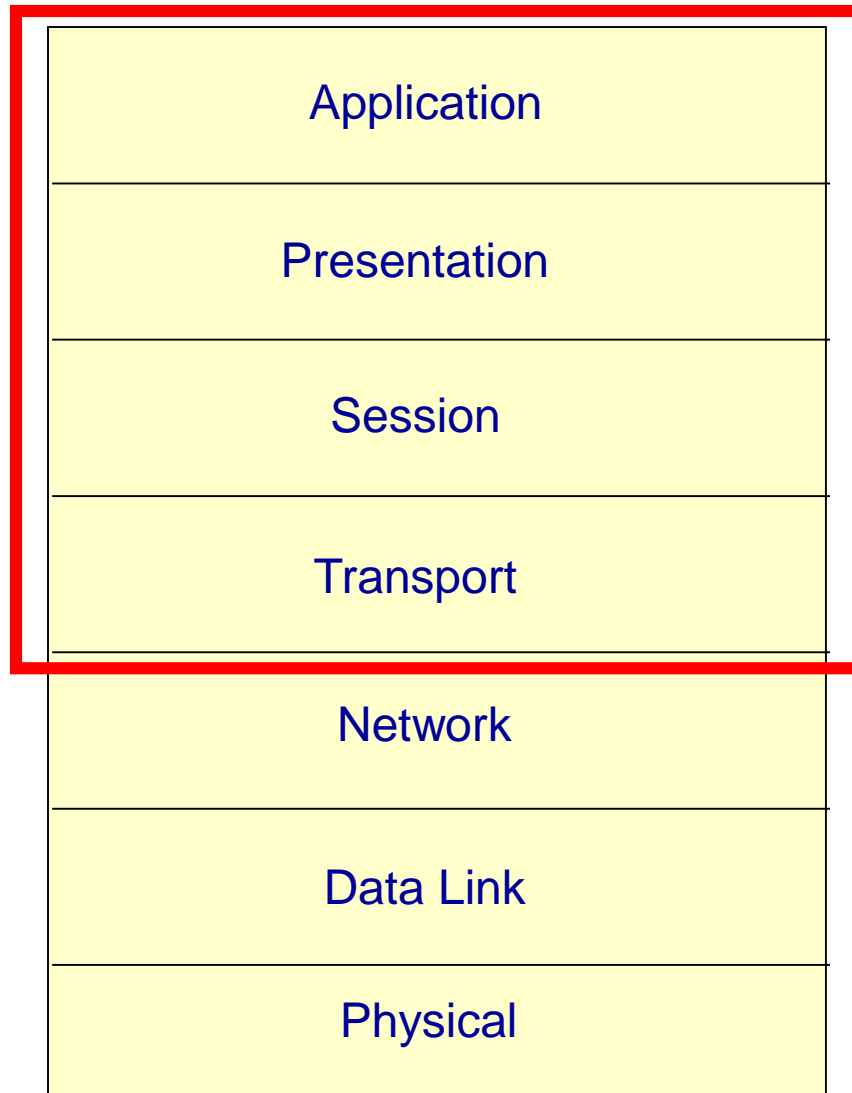 Application
Presentation
Session
Transport
Network
Data Link
Physical